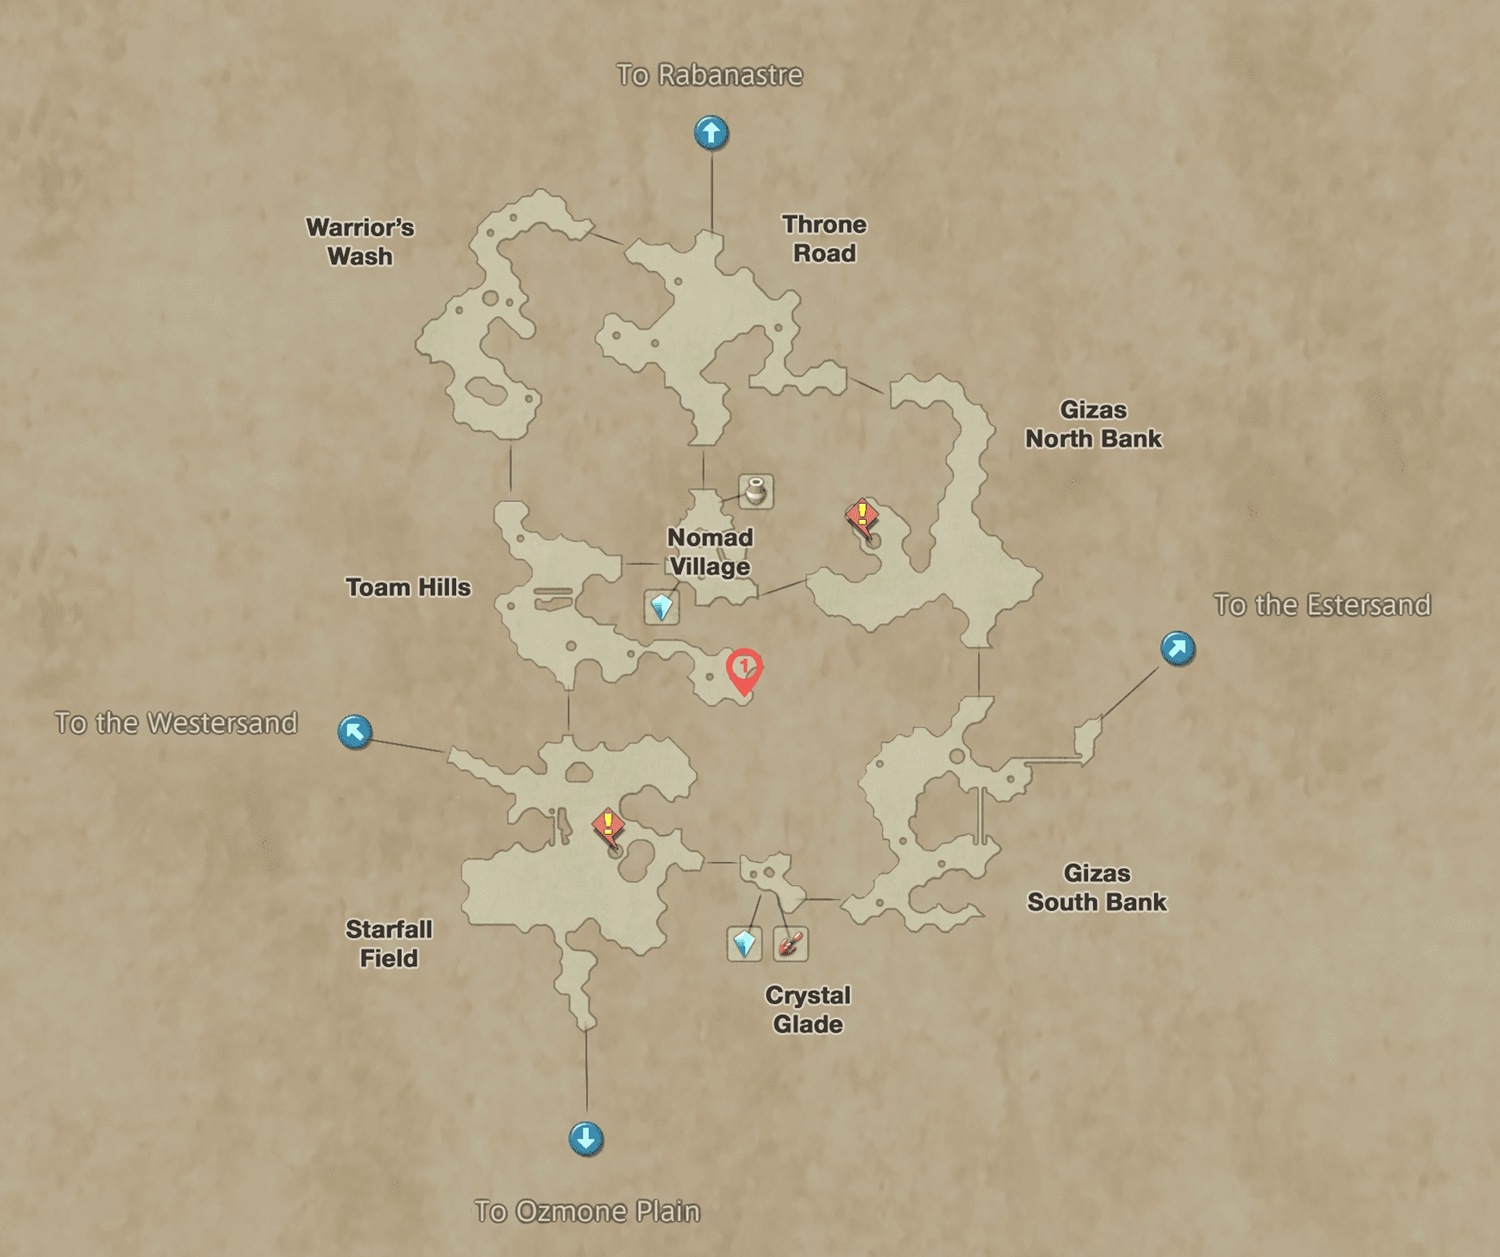 To Rabanastre
Warrior's
Wash
Throne
Road
Gizas
North Bank
!
Nomad
Village
Toam Hills
To the Estersand
1
To the Westersand
!
Gizas
South Bank
Starfall
Field
Crystal
Glade
To Ozmone Plain